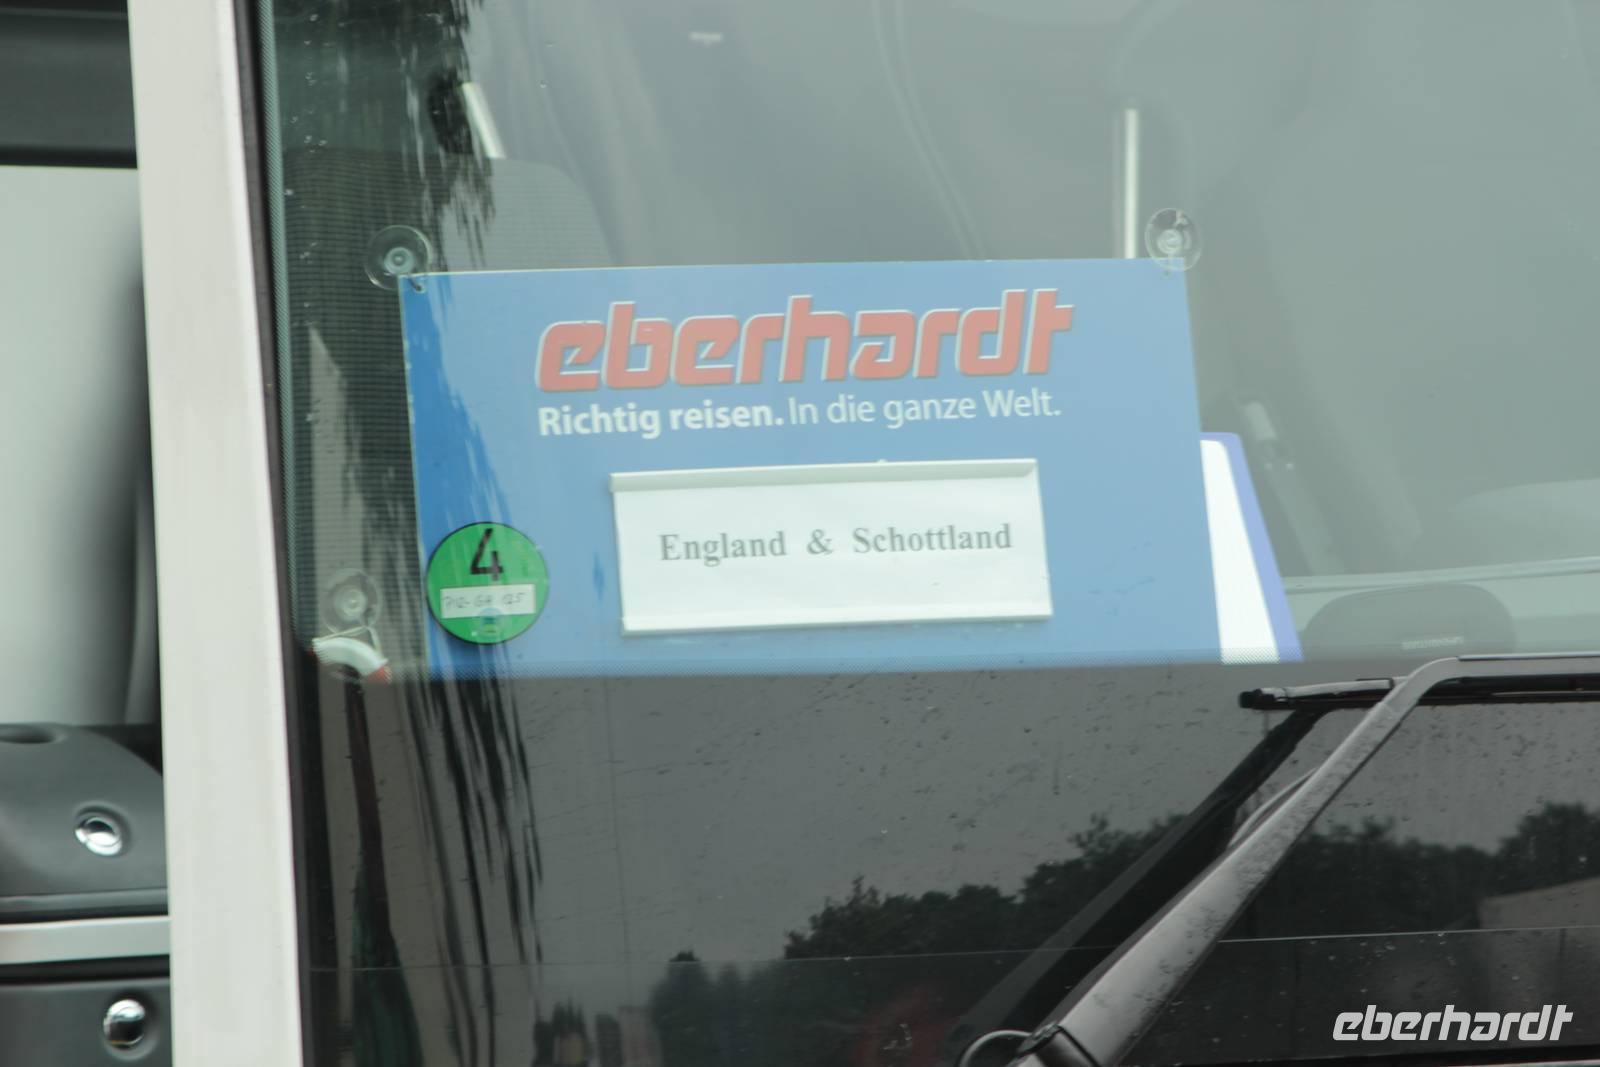 eberhardt
Richtig reisen. In die ganze Welt.
England & Schottland
4
eberhardt